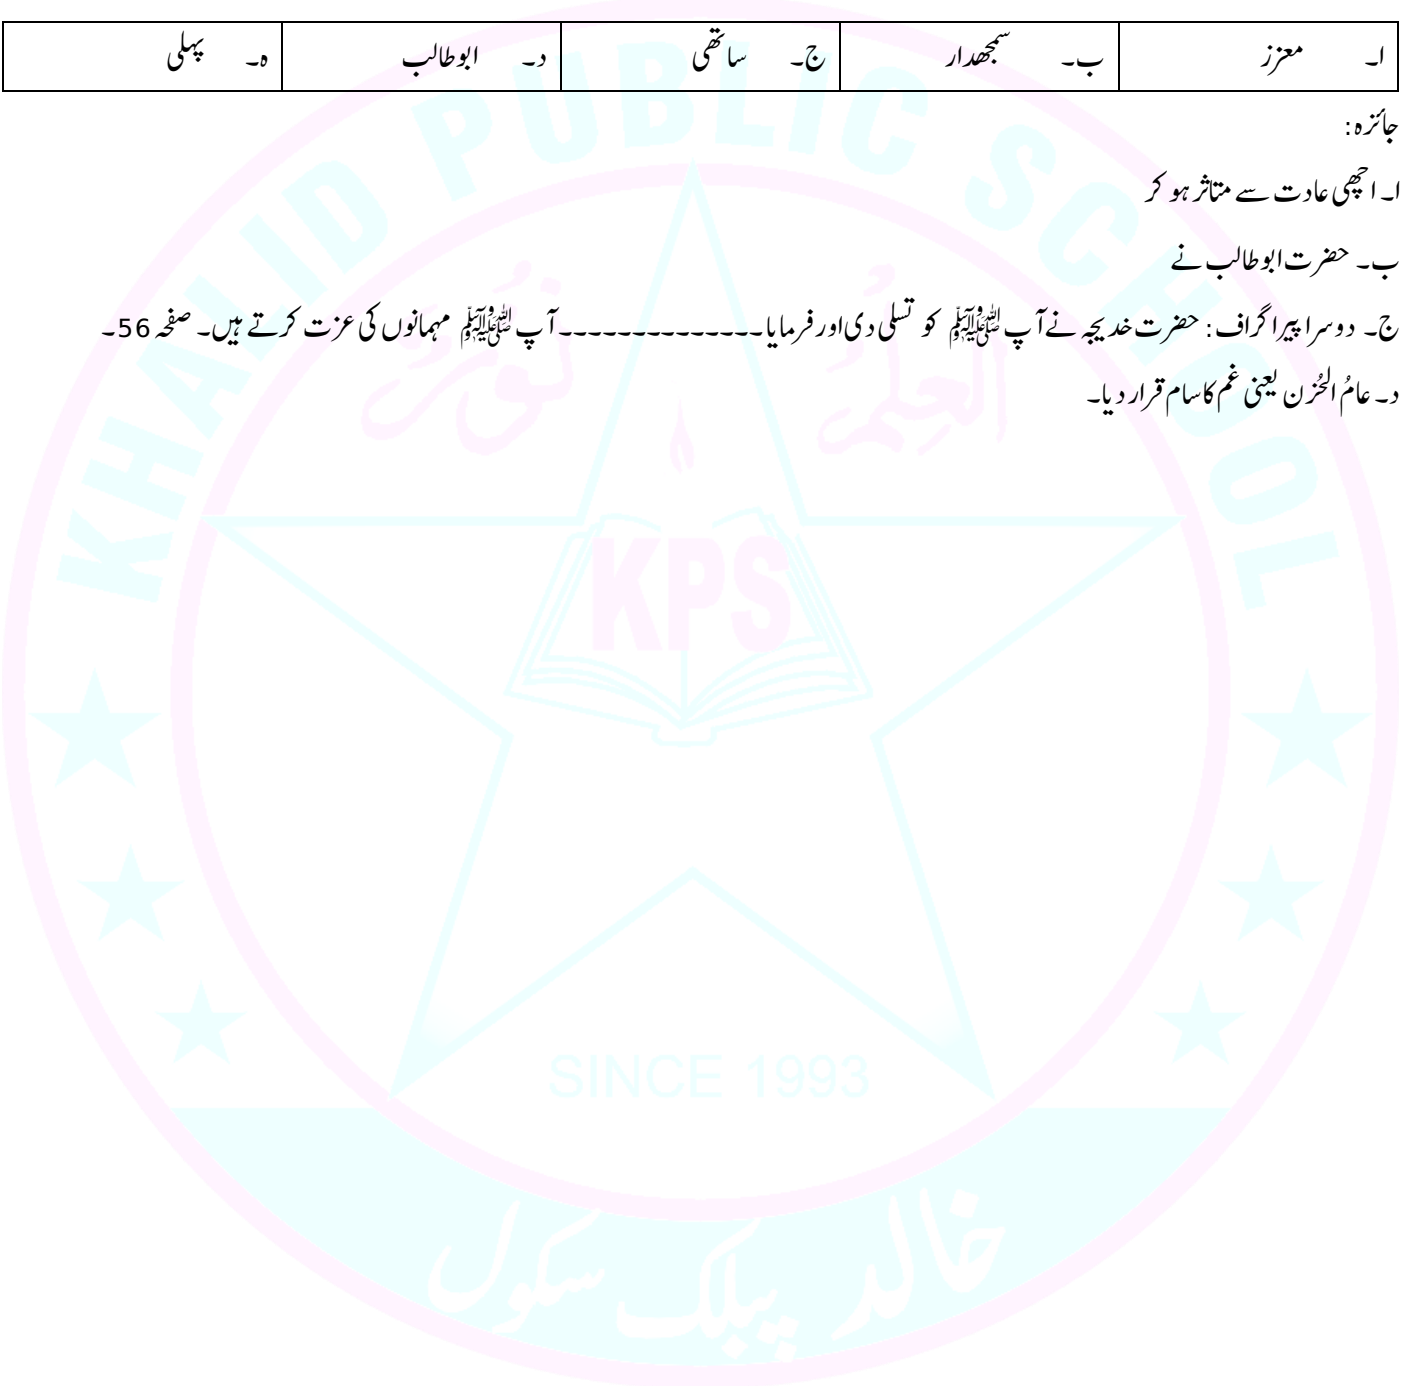 ا۔ معزز ب۔ سمجھدار ج۔ ساتھی د۔ ابوطالب ہ۔ پہلی
جائزہ:
ا۔ اچھی عادت سے متاثر ہو کر
ب۔ حضرت ابوطالب نے
ج۔ دوسرا پیراگراف: حضرت خدیجہ نے آپ ﷺ کو تسلی دی اور فرمایا۔۔۔۔۔۔۔۔۔۔۔۔۔۔آپ ﷺ مہمانوں کی عزت کرتے ہیں۔ صفحہ 56۔
د۔ عامُ الحُزن یعنی غم کا سام قرار دیا۔
KHALID PUBLIC SCHOOL
العِلمُ نُورٌ
KPS
SINCE 1993
خالد پبلک سکول